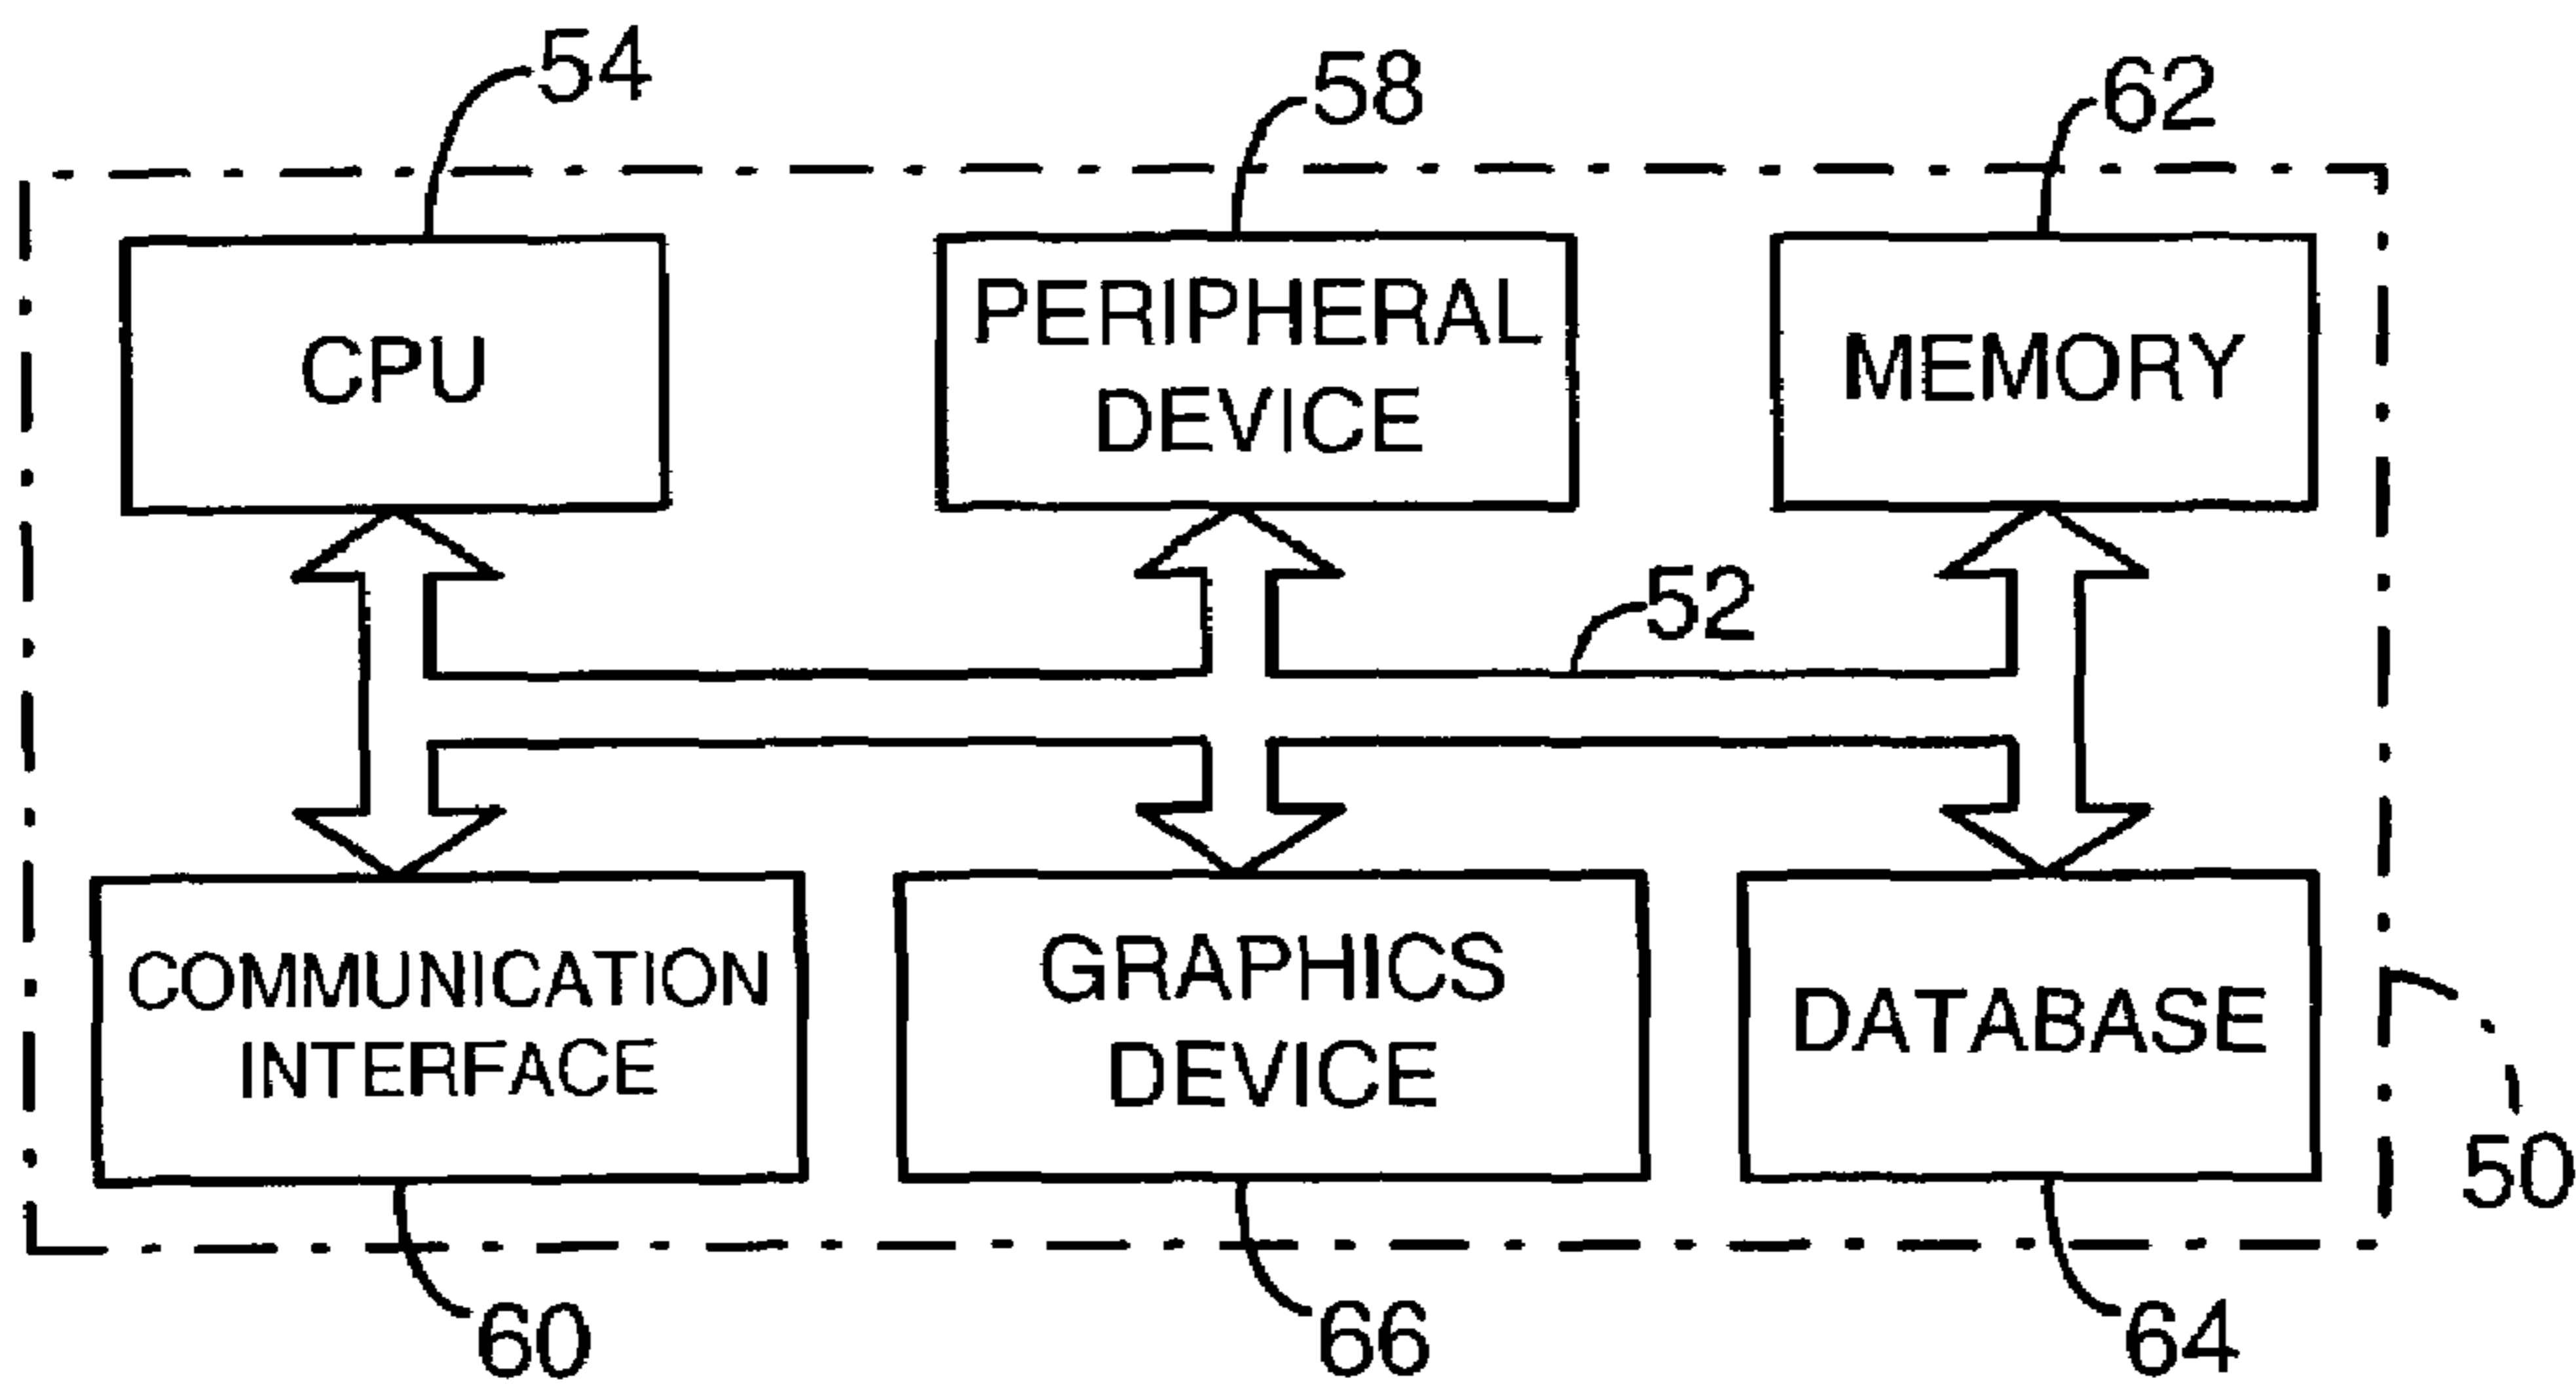 54
58
62
CPU
PERIPHERAL
DEVICE
MEMORY
52
COMMUNICATION
INTERFACE
GRAPHICS
DEVICE
DATABASE
50
60
66
64